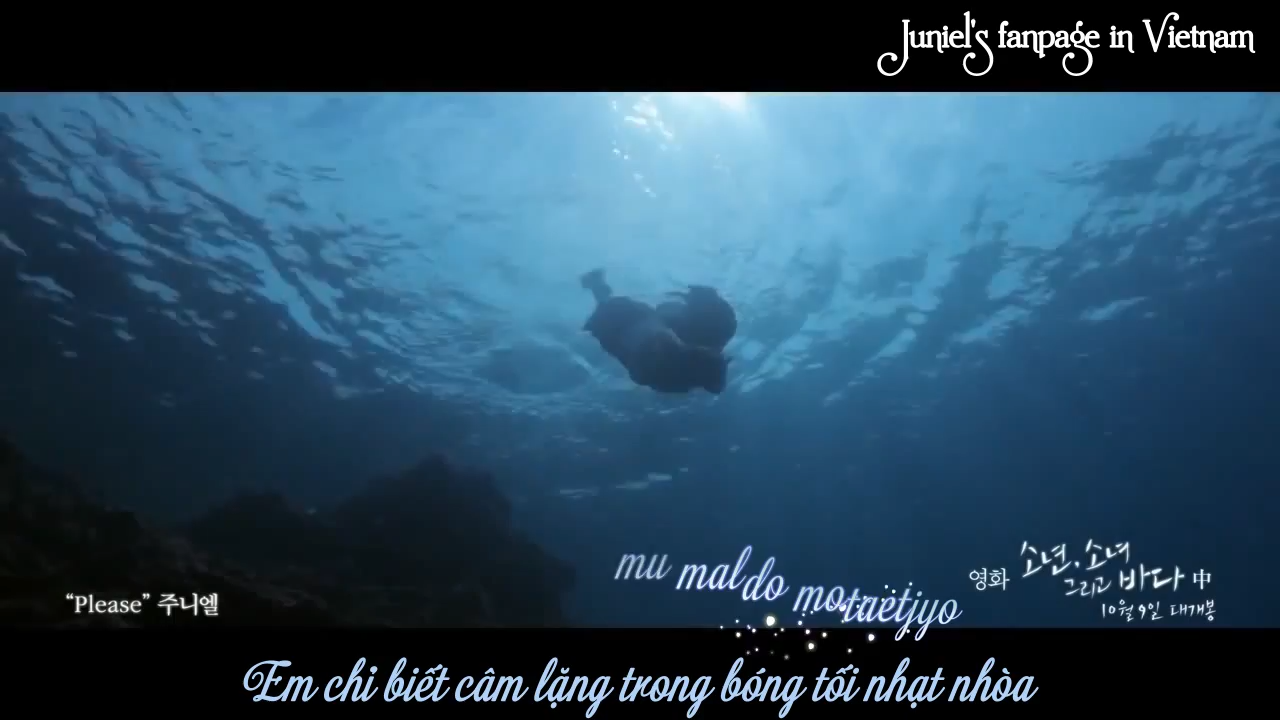 Juniel's fanpage in Vietnam
mu mal do mo taetjyo
영화 소년, 소녀
그리고 바다 中
10월 9일 대개봉
“Please” 주니엘
Em chỉ biết câm lặng trong bóng tối nhạt nhòa